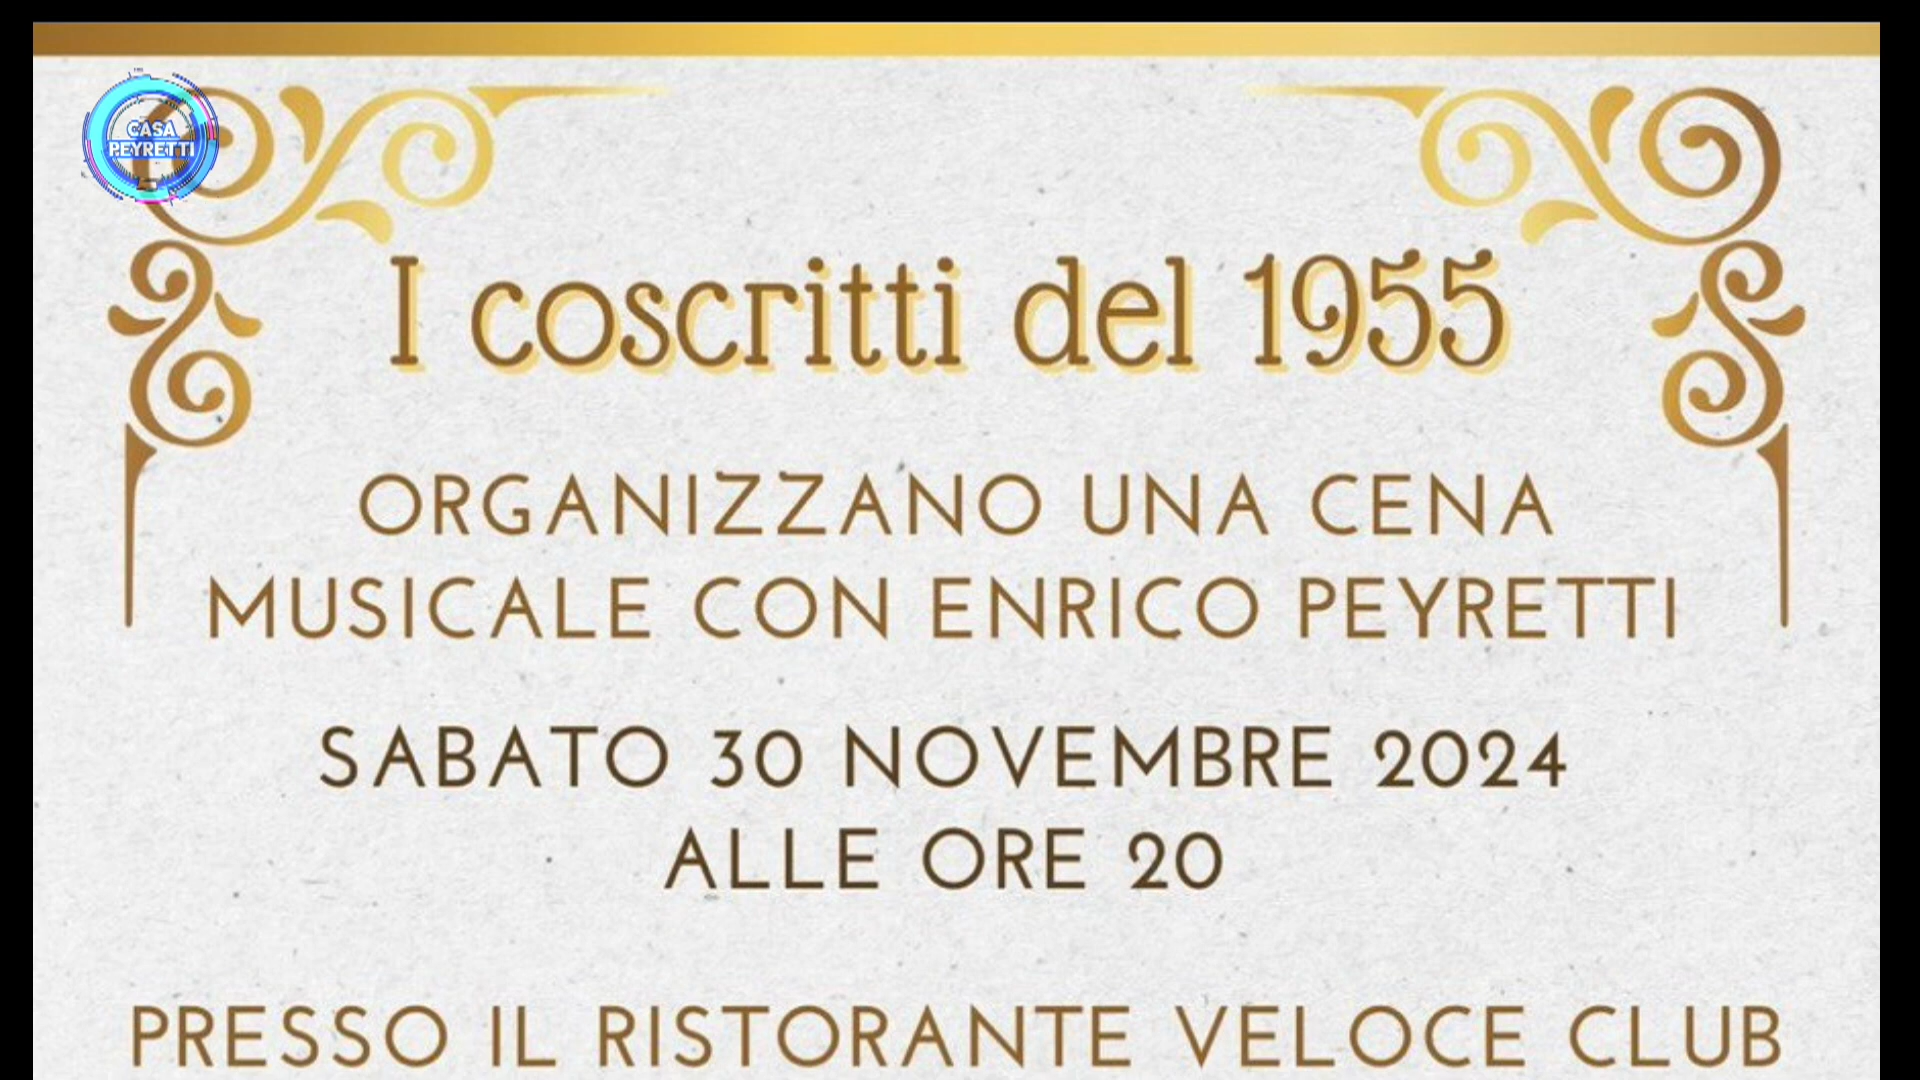 CASA
PEYRETTI
I coscritti del 1955
ORGANIZZANO UNA CENA
MUSICALE CON ENRICO PEYRETTI
SABATO 30 NOVEMBRE 2024
ALLE ORE 20
PRESSO IL RISTORANTE VELOCE CLUB